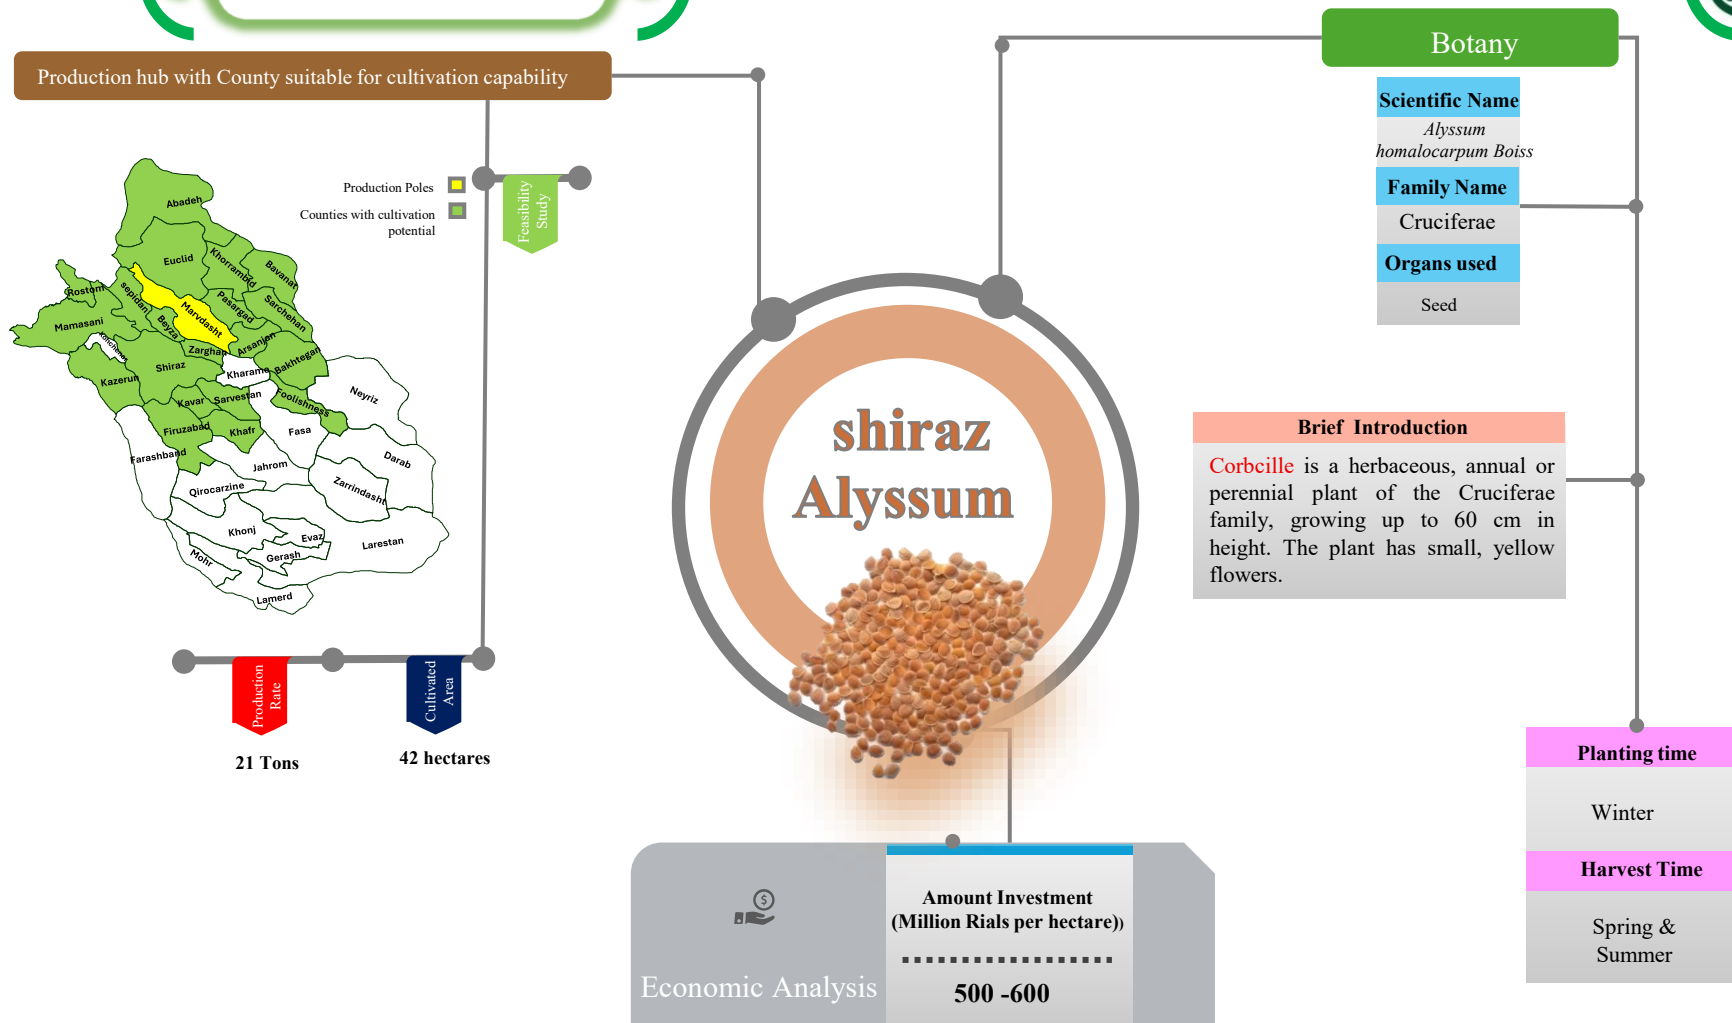 Production hub with County suitable for cultivation capability
Production Poles
Counties with cultivation
potential
Feasibility
Study
Abadeh
Euclid
Khorrambid
Bavanat
Rostom
sepidan
Pasargad
Sarchehan
Mamasani
Beyza
Marvdasht
Zarghan
Arsanjan
Bakhtegan
Kazerun
Shiraz
Kharame
Neyriz
Kavar
Sarvestan
Foolishness
Firuzabad
Khafr
Fasa
Farashband
Jahrom
Darab
Qirocarzine
Zarrindasht
Khonj
Evaz
Larestan
Mohr
Gerash
Lamerd
Production
Rate
Cultivated
Area
21 Tons
42 hectares
shiraz
Alyssum
Botany
Scientific Name
Alyssum
homalocarpum Boiss
Family Name
Cruciferae
Organs used
Seed
Brief Introduction
Corbcille is a herbaceous, annual or
perennial plant of the Cruciferae
family, growing up to 60 cm in
height. The plant has small, yellow
flowers.
Planting time
Winter
Harvest Time
Spring &
Summer
Economic Analysis
Amount Investment
(Million Rials per hectare))
500 -600